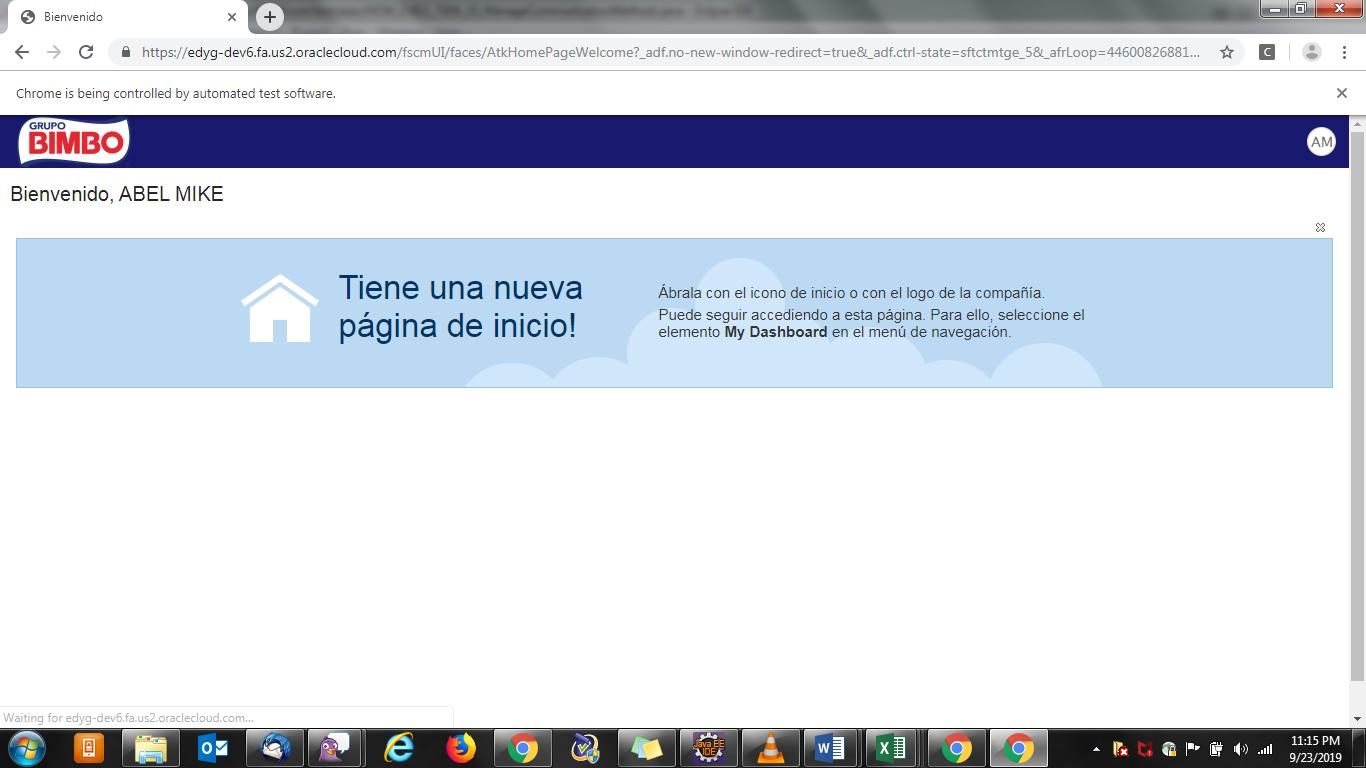 Bienvenido
https://edyg-dev6.fa.us2.oraclecloud.com/fscmUI/faces/AtkHomePageWelcome?_adf.no-new-window-redirect=true&_adf.ctrl-state=sftctmtge_5&_afrLoop=44600826881...
C
Chrome is being controlled by automated test software.
GRUPO
BIMBO
AM
Bienvenido, ABEL MIKE
Tiene una nueva
página de inicio!
Ábrala con el icono de inicio o con el logo de la compañía.
Puede seguir accediendo a esta página. Para ello, seleccione el
elemento My Dashboard en el menú de navegación.
Waiting for edyg-dev6.fa.us2.oraclecloud.com...
Java EE
IDE
11:15 PM
9/23/2019